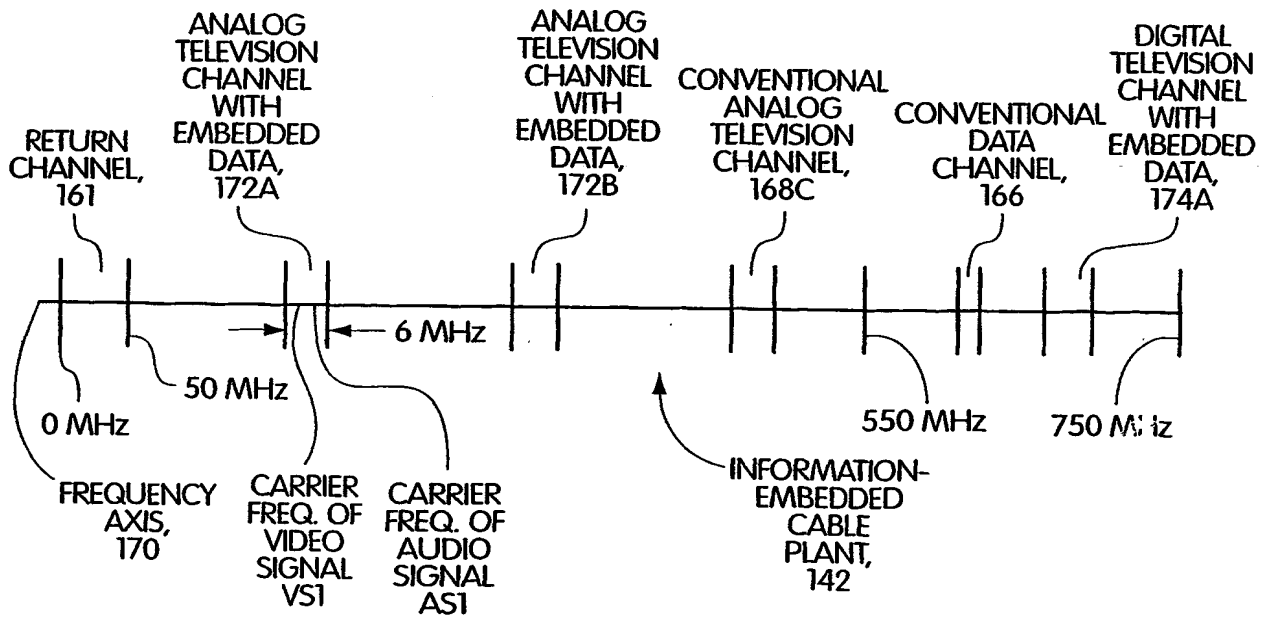 RETURN
CHANNEL,
161
ANALOG
TELEVISION
CHANNEL
WITH
EMBEDDED
DATA,
172A
ANALOG
TELEVISION
CHANNEL
WITH
EMBEDDED
DATA,
172B
CONVENTIONAL
ANALOG
TELEVISION
CHANNEL,
168C
CONVENTIONAL
DATA
CHANNEL,
166
DIGITAL
TELEVISION
CHANNEL
WITH
EMBEDDED
DATA,
174A
6 MHz
50 MHz
0 MHz
550 MHz
750 MHz
FREQUENCY
AXIS,
170
CARRIER
FREQ. OF
VIDEO
SIGNAL
VS1
CARRIER
FREQ. OF
AUDIO
SIGNAL
AS1
INFORMATION-
EMBEDDED
CABLE
PLANT,
142